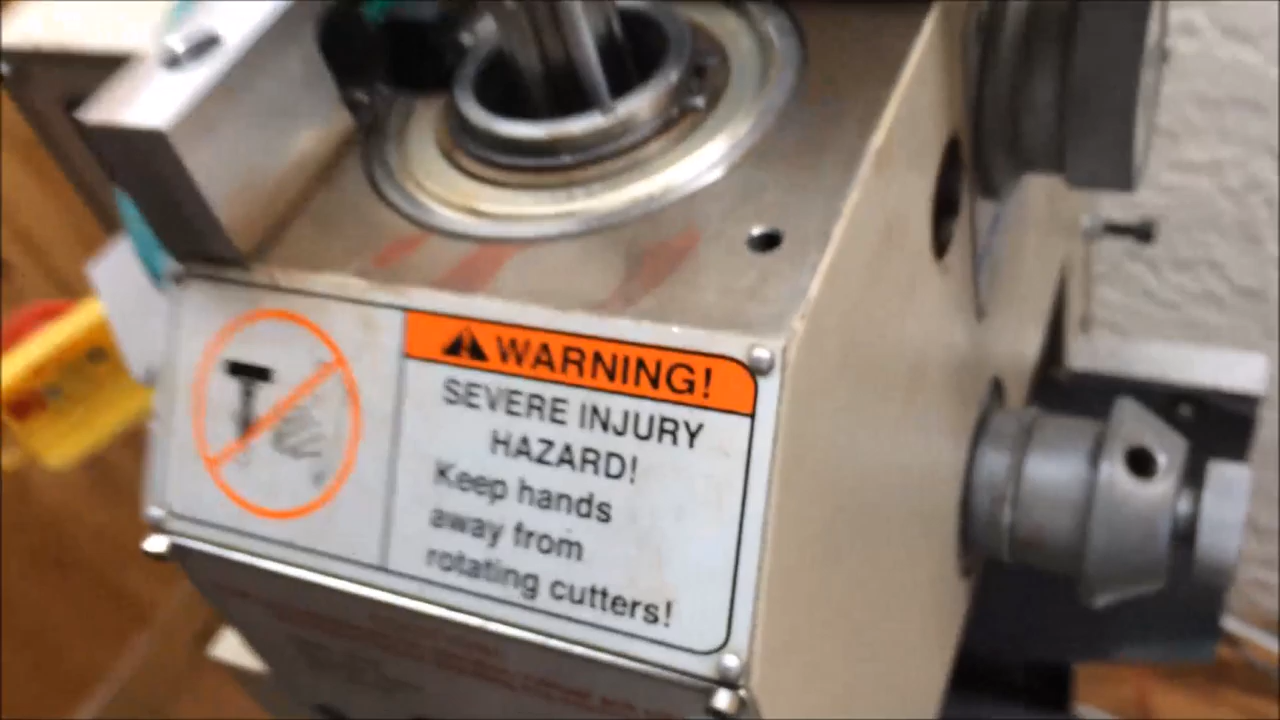 WARNING!
SEVERE INJURY
HAZARD!
Keep hands
away from
rotating cutters!